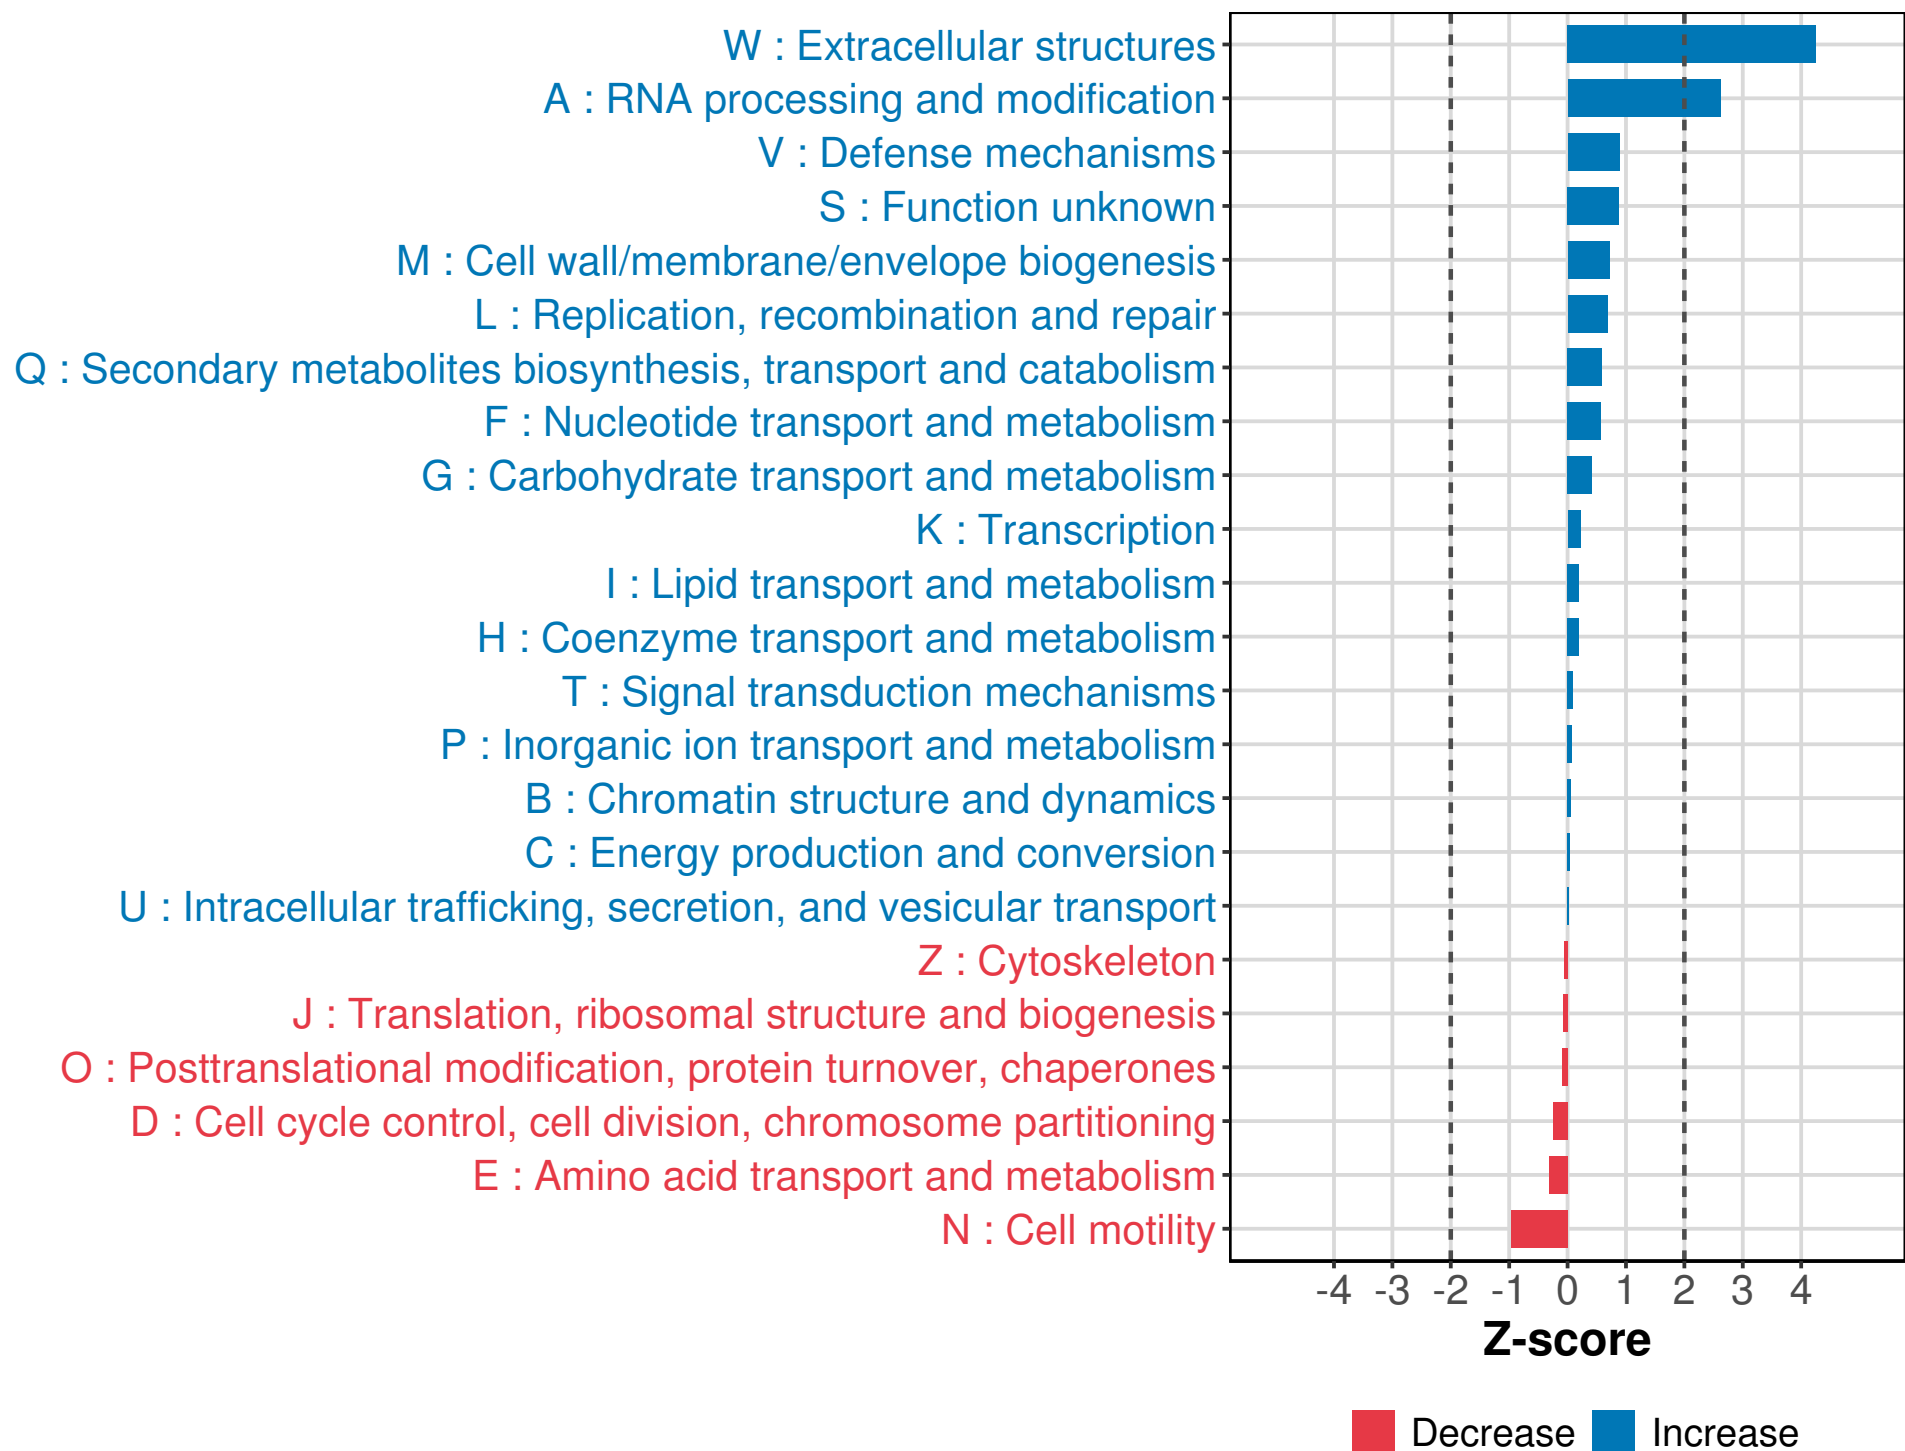 W : Extracellular structures
A : RNA processing and modification
V : Defense mechanisms
S : Function unknown
M : Cell wall/membrane/envelope biogenesis
L : Replication, recombination and repair
Q : Secondary metabolites biosynthesis, transport and catabolism
F : Nucleotide transport and metabolism
G : Carbohydrate transport and metabolism
K : Transcription
I : Lipid transport and metabolism
H : Coenzyme transport and metabolism
T : Signal transduction mechanisms
P : Inorganic ion transport and metabolism
B : Chromatin structure and dynamics
C : Energy production and conversion
U : Intracellular trafficking, secretion, and vesicular transport
Z : Cytoskeleton
J : Translation, ribosomal structure and biogenesis
O : Posttranslational modification, protein turnover, chaperones
D : Cell cycle control, cell division, chromosome partitioning
E : Amino acid transport and metabolism
N : Cell motility
-4 -3 -2 -1 0 1 2 3 4
Z-score
Decrease Increase